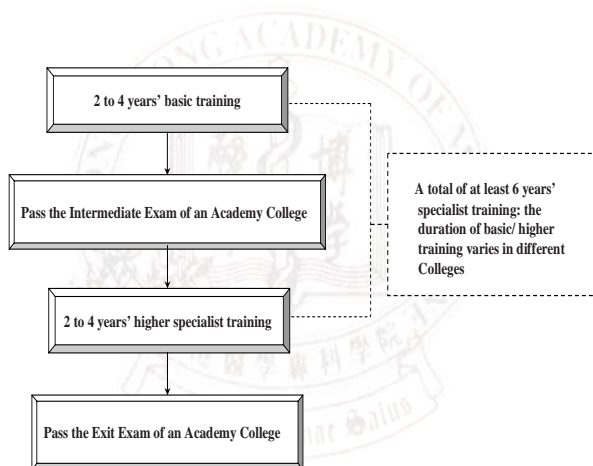 2 to 4 years' basic training
Pass the Intermediate Exam of an Academy College
A total of at least 6 years'
specialist training: the
duration of basic/ higher
training varies in different
Colleges
2 to 4 years' higher specialist training
Pass the Exit Exam of an Academy College